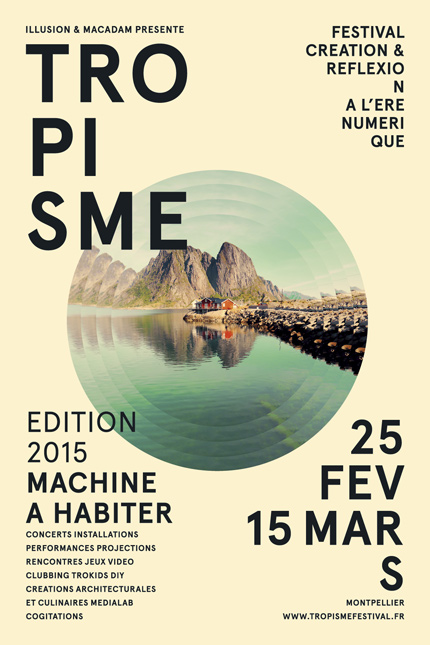 ILLUSION & MACADAM PRESENTE
TRO
PI
SME
FESTIVAL
CREATION &
REFLEXIO
N
A L'ERE
NUMERI
QUE
EDITION
2015
MACHINE
A HABITER
CONCERTS INSTALLATIONS
PERFORMANCES PROJECTIONS
RENCONTRES JEUX VIDEO
CLUBBING TROKIDS DIY
CREATIONS ARCHITECTURALES
ET CULINAIRES MEDIALAB
COGITATIONS
25
FEV
15 MAR
S
MONTPELLIER
WWW.TROPISMEFESTIVAL.FR